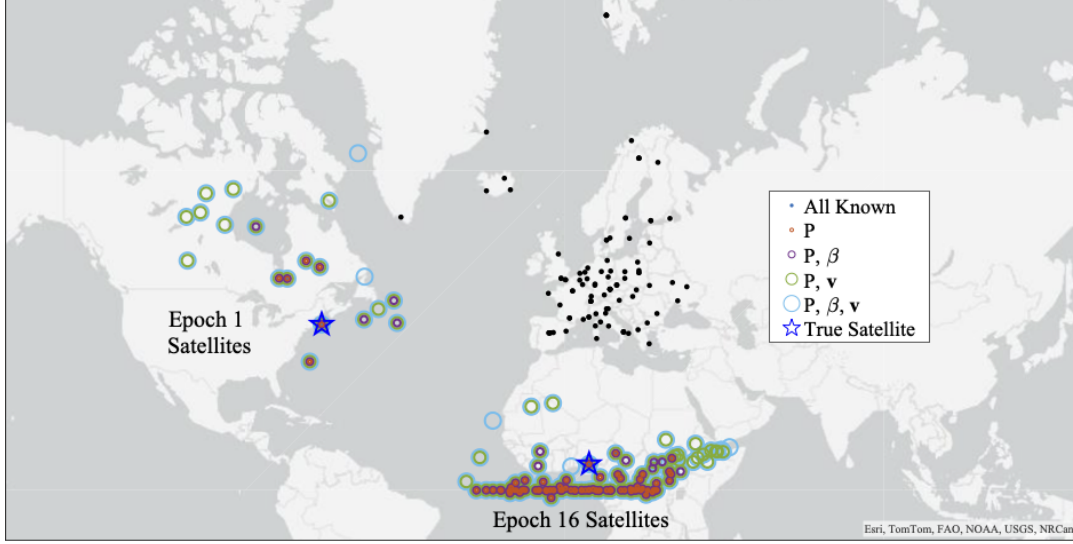 All Known
P
P, β
P, v
P, β, v
True Satellite
Epoch 1
Satellites
Epoch 16 Satellites
Esri, TomTom, FAO, NOAA, USGS, NRCan